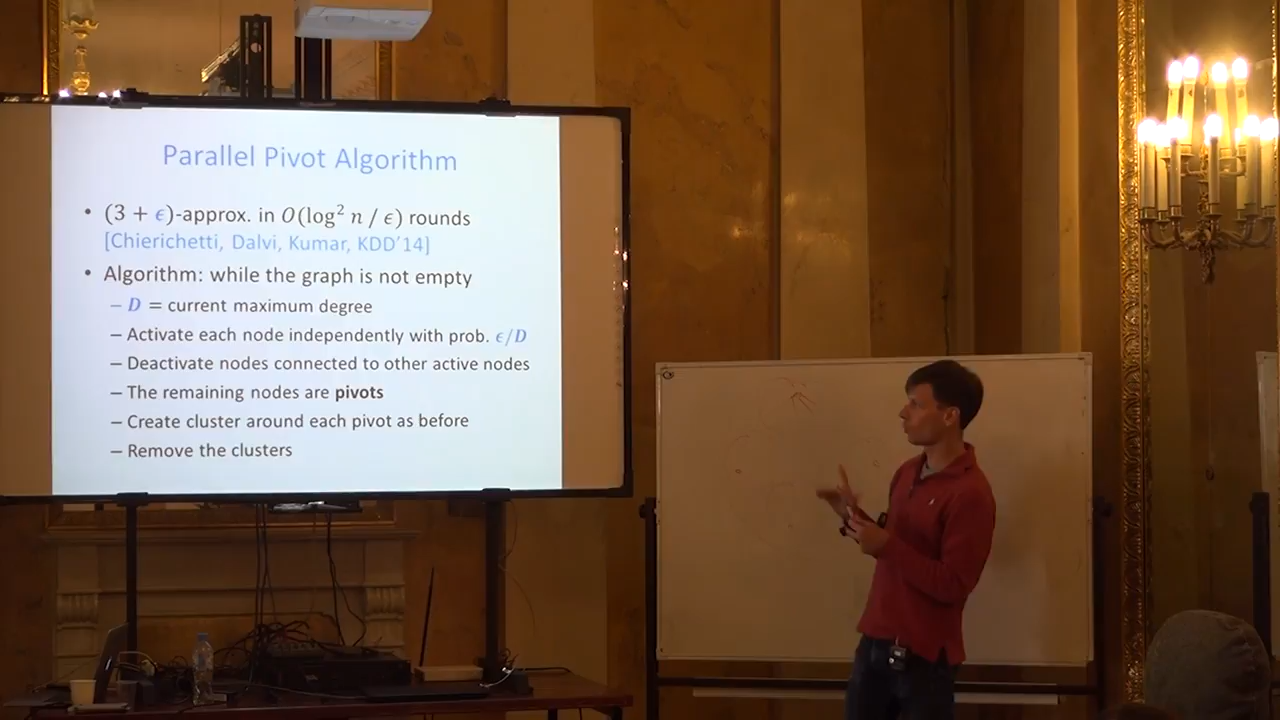 Parallel Pivot Algorithm
• (3 + ϵ)-approx. in O(log² n / ϵ) rounds
[Chierichetti, Dalvi, Kumar, KDD'14]
• Algorithm: while the graph is not empty
– D = current maximum degree
– Activate each node independently with prob. ϵ/D
– Deactivate nodes connected to other active nodes
– The remaining nodes are pivots
– Create cluster around each pivot as before
– Remove the clusters